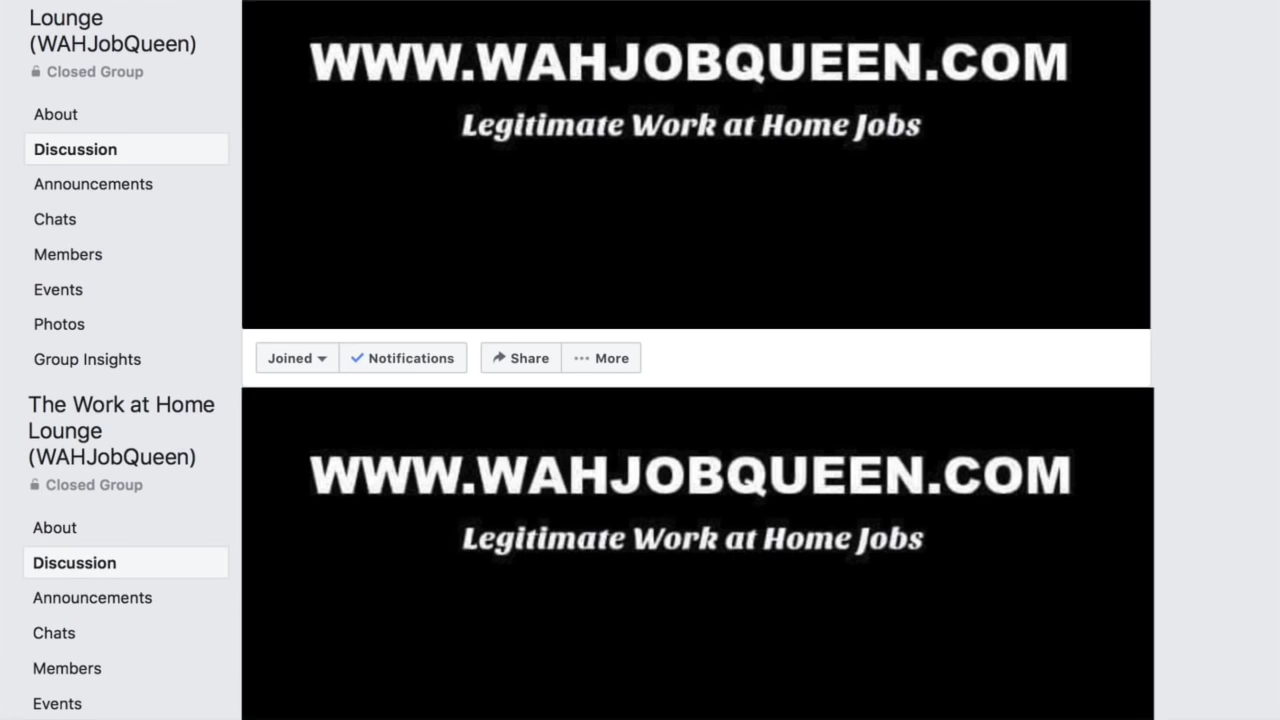 Lounge
(WAHJobQueen)
Closed Group
About
Discussion
Announcements
Chats
Members
Events
Photos
Group Insights
WWW.WAHJOBQUEEN.COM
Legitimate Work at Home Jobs
Joined
Notifications
Share
More
The Work at Home
Lounge
(WAHJobQueen)
Closed Group
About
Discussion
Announcements
Chats
Members
Events
WWW.WAHJOBQUEEN.COM
Legitimate Work at Home Jobs